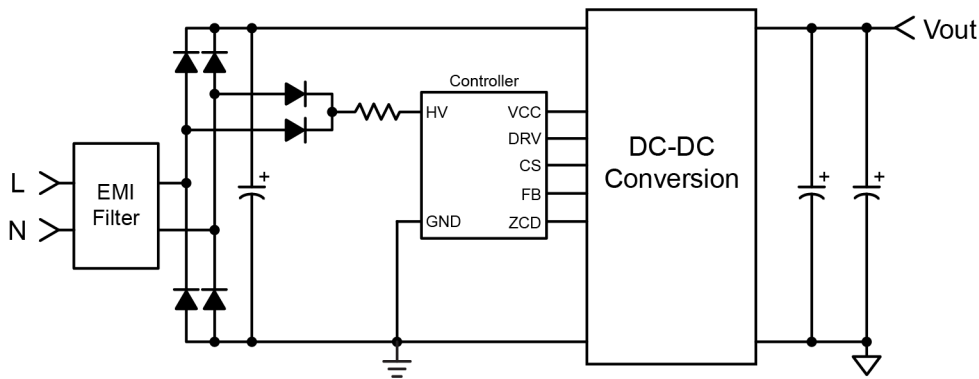 Vout
Controller
HV
VCC
DRV
CS
FB
ZCD
GND
DC-DC
Conversion
L
N
EMI
Filter
+
+
+